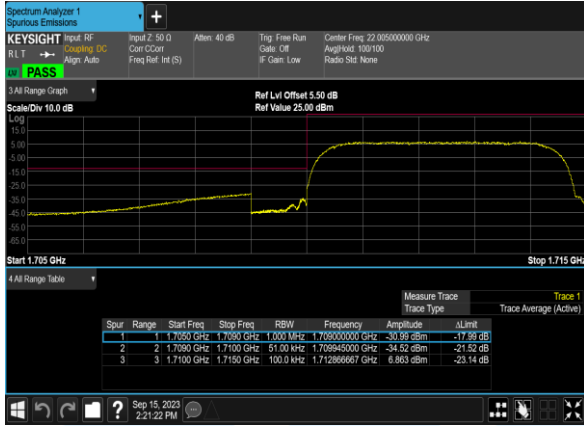 Spectrum Analyzer 1
Spurious Emissions
KEYSIGHT Input: RF Input Z: 50 Ω Atten: 40 dB Trig: Free Run Center Freq: 22.005000000 GHz
RLT Coupling: DC Corr CCorr Gate: Off Avg|Hold: 100/100
Align: Auto Freq Ref: Int (S) IF Gain: Low Radio Std: None
PASS
3 All Range Graph
Ref Lvl Offset 5.50 dB
Scale/Div 10.0 dB Ref Value 25.00 dBm
Log
15.0
5.00
-5.00
-15.0
-25.0
-35.0
-45.0
-55.0
-65.0
Start 1.705 GHz Stop 1.715 GHz
4 All Range Table
Measure Trace Trace 1
Trace Type Trace Average (Active)
Spur Range Start Freq Stop Freq RBW Frequency Amplitude ΔLimit
1 1 1.7050 GHz 1.7090 GHz 1.000 MHz 1.709000000 GHz -30.99 dBm -17.99 dB
2 2 1.7090 GHz 1.7100 GHz 51.00 kHz 1.709945000 GHz -34.52 dBm -21.52 dB
3 3 1.7100 GHz 1.7150 GHz 100.0 kHz 1.712866667 GHz 6.863 dBm -23.14 dB
?
Sep 15, 2023
2:21:22 PM